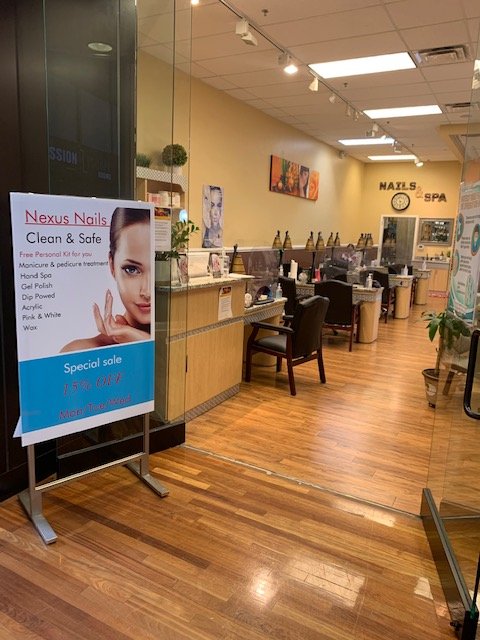 Nexus Nails
Clean & Safe
Free Personal Kit for you
Manicure & pedicure treatment
Hand Spa
Gel Polish
Dip Powed
Acrylic
Pink & White
Wax
Special sale
15% OFF
Mon/Tue/Wed
SSION
NAILS & SPA